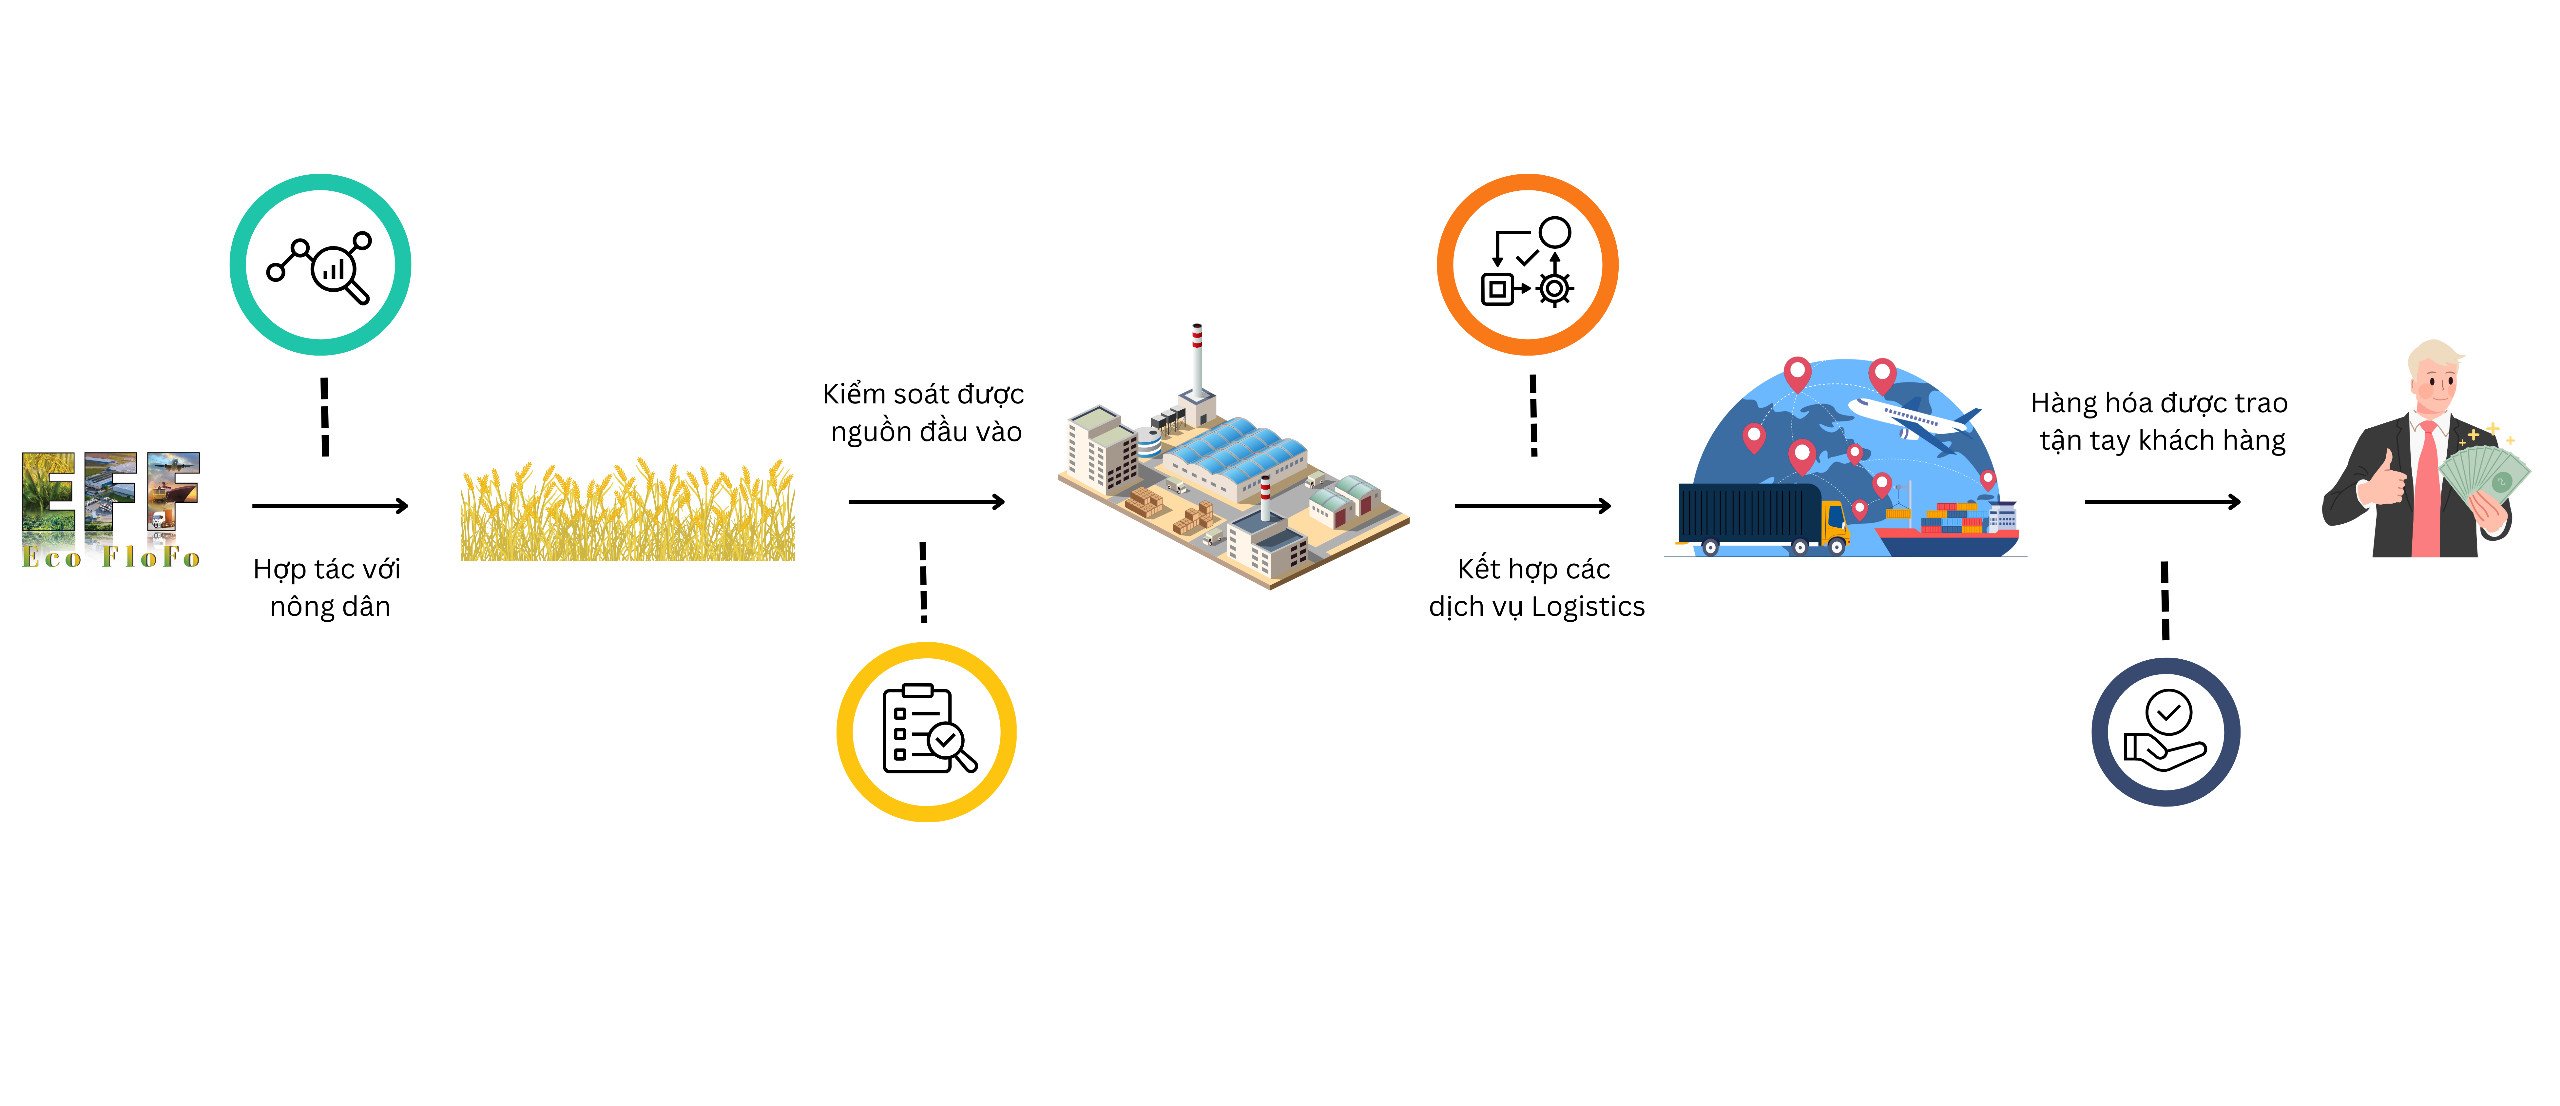 EFF
Eco FloFo
Hợp tác với
nông dân
Kiểm soát được
nguồn đầu vào
Kết hợp các
dịch vụ Logistics
Hàng hóa được trao
tận tay khách hàng